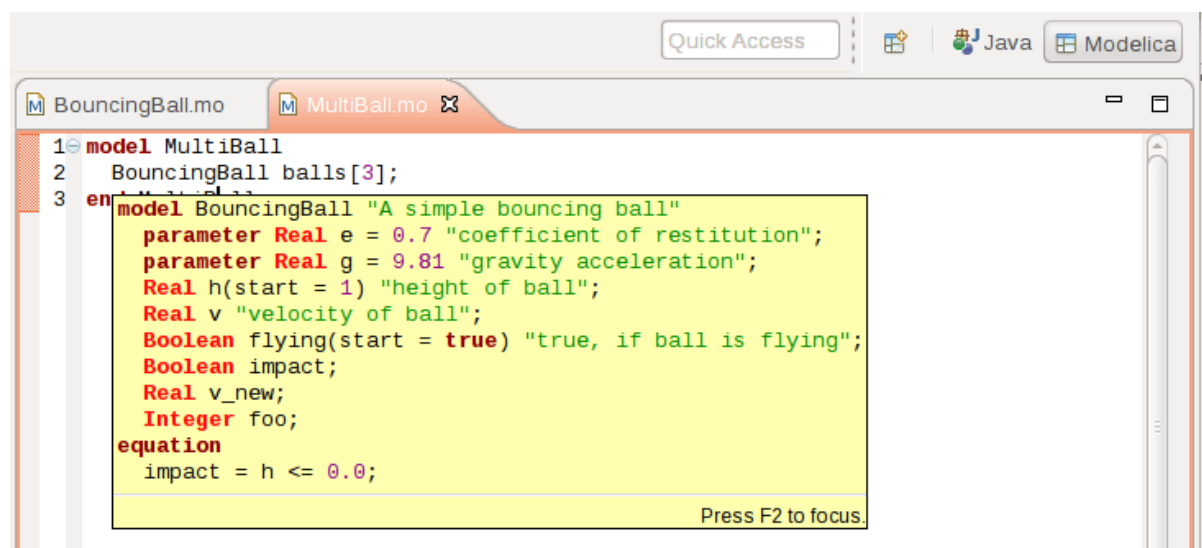 Quick Access Java Modelica
BouncingBall.mo MultiBall.mo
1 model MultiBall
2 BouncingBall balls[3];
3 en
model BouncingBall "A simple bouncing ball"
parameter Real e = 0.7 "coefficient of restitution";
parameter Real g = 9.81 "gravity acceleration";
Real h(start = 1) "height of ball";
Real v "velocity of ball";
Boolean flying(start = true) "true, if ball is flying";
Boolean impact;
Real v_new;
Integer foo;
equation
impact = h <= 0.0;
Press F2 to focus.